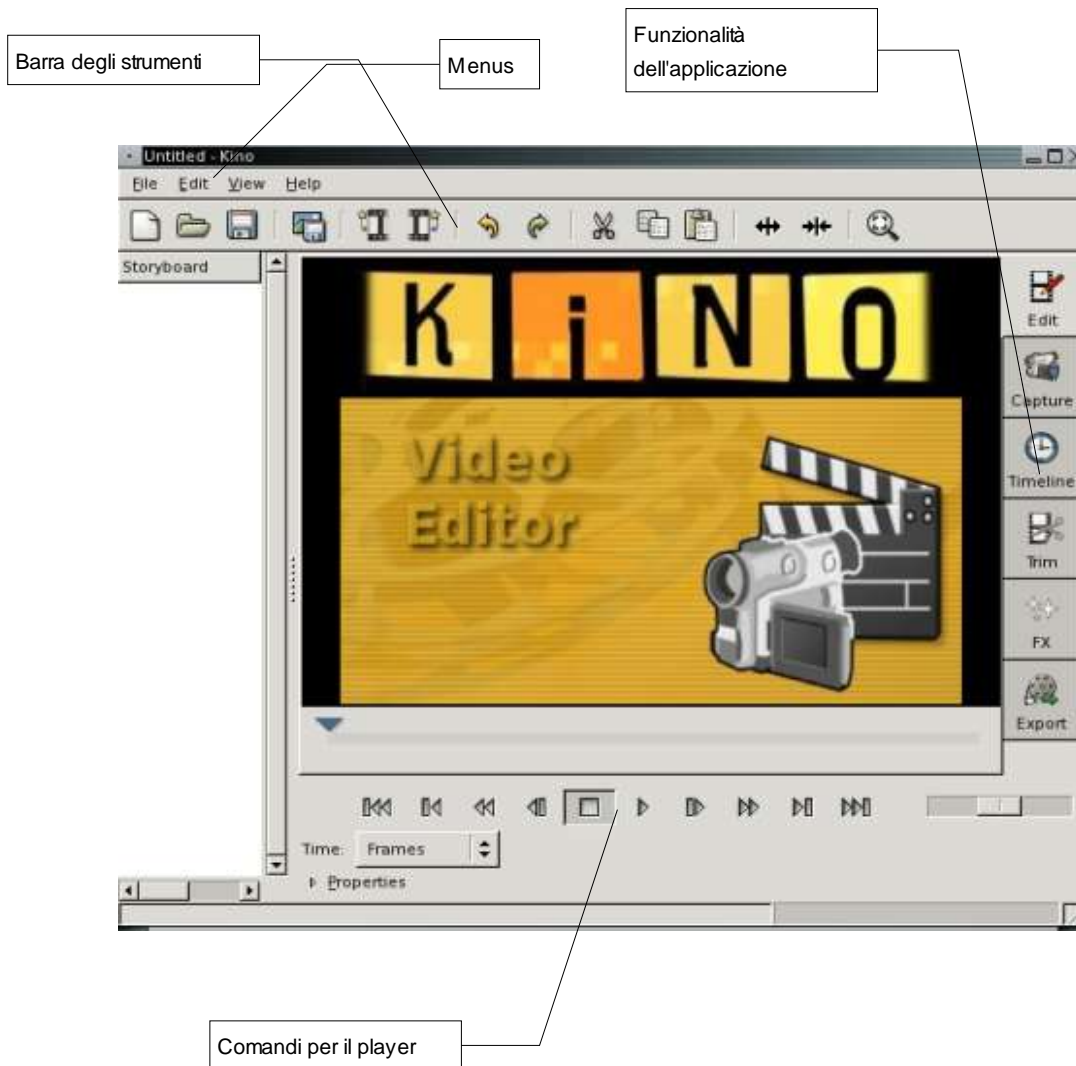 Funzionalità
dell'applicazione
Barra degli strumenti
Menus
Untitled - Kino
File Edit View Help
Storyboard
KiNO
Video
Editor
Edit
Capture
Timeline
Trim
FX
Export
Time: Frames
Properties
Comandi per il player